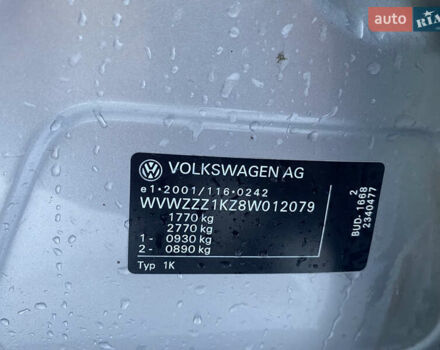 auto RIA
VOLKSWAGEN AG
e1*2001/116*0242
WVWZZZ1KZ8W012079
1770 kg
2770 kg
1 - 0930 kg
2 - 0890 kg
Typ 1K
BUD-1668 2
2340477